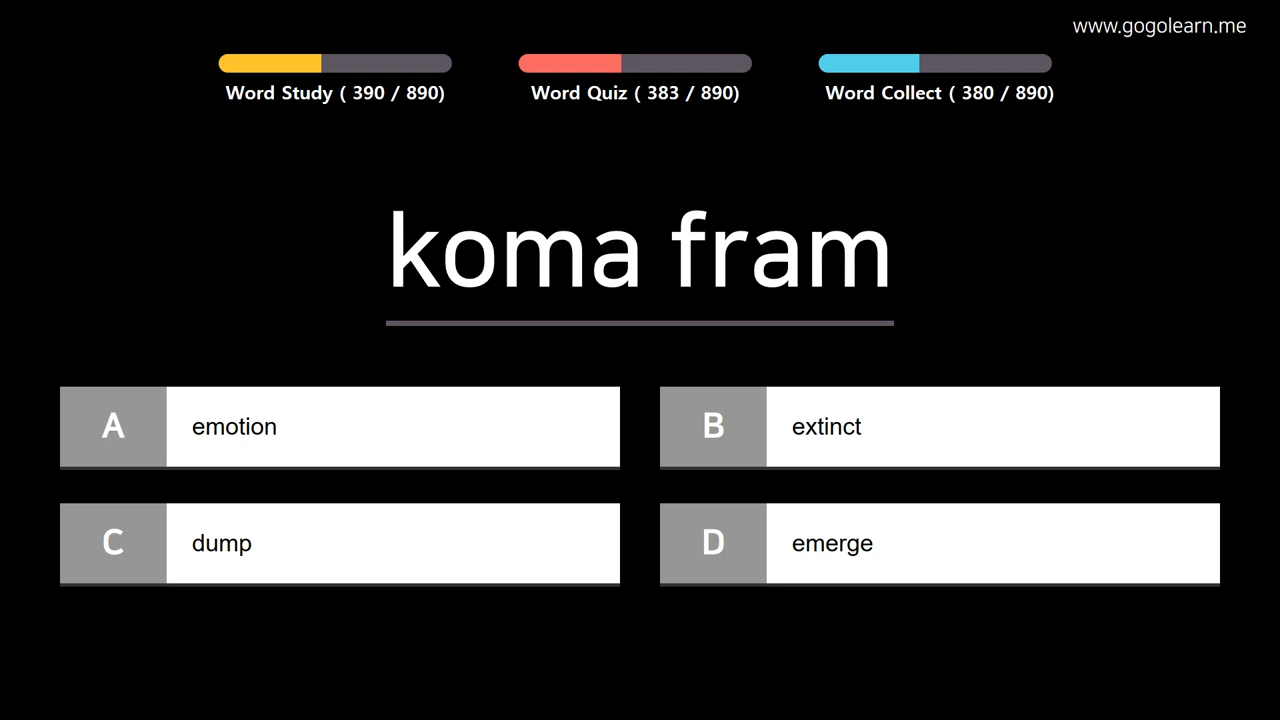 www.gogolearn.me
Word Study ( 390 / 890)
Word Quiz ( 383 / 890)
Word Collect ( 380 / 890)
koma fram
A emotion
B extinct
C dump
D emerge